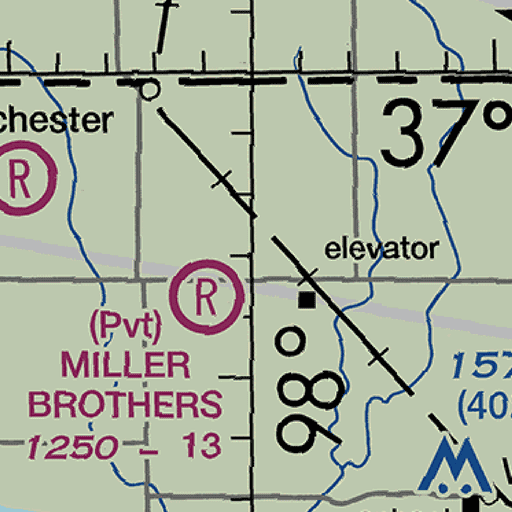 chester
37°
R
elevator
R
(Pvt)
MILLER
BROTHERS
1250 - 13
98°
157
(40